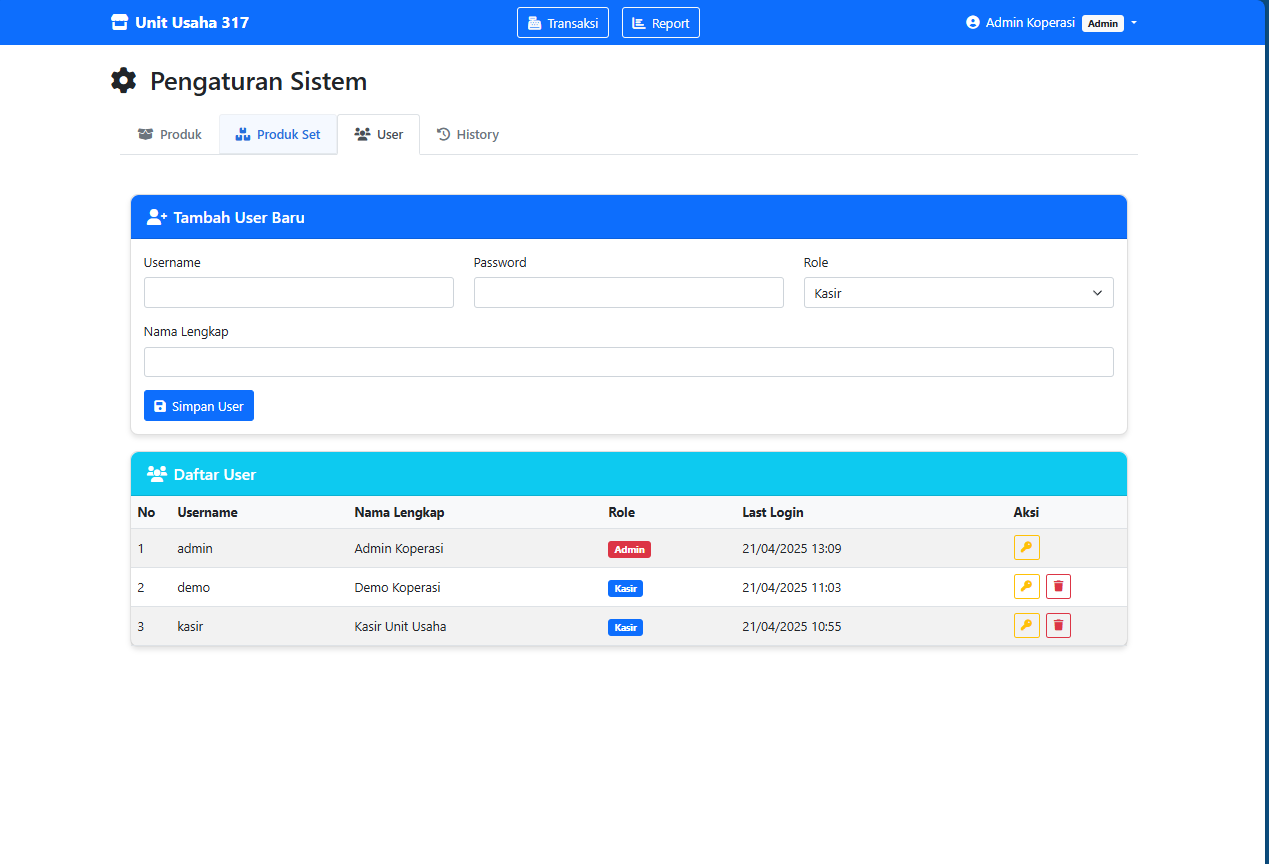 Unit Usaha 317 Transaksi Report Admin Koperasi Admin
Pengaturan Sistem
Produk Produk Set User History
Tambah User Baru
Username Password Role
Kasir
Nama Lengkap
Simpan User
Daftar User
No Username Nama Lengkap Role Last Login Aksi
1 admin Admin Koperasi Admin 21/04/2025 13:09
2 demo Demo Koperasi Kasir 21/04/2025 11:03
3 kasir Kasir Unit Usaha Kasir 21/04/2025 10:55